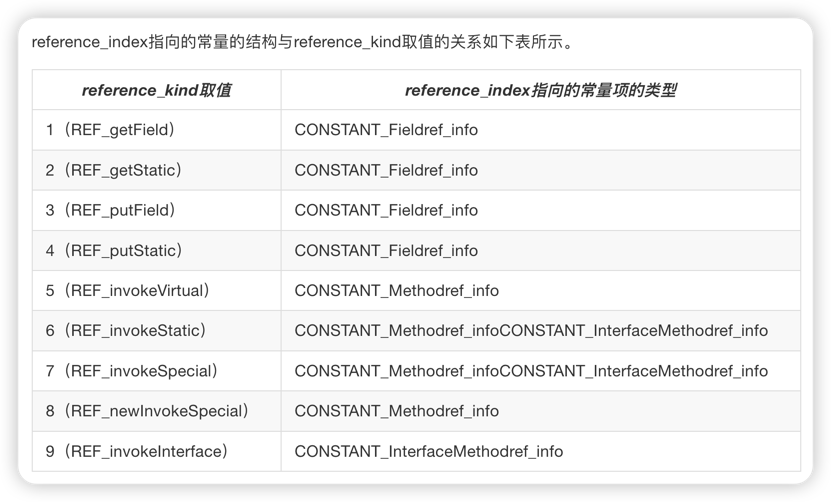 reference_index指向的常量的结构与reference_kind取值的关系如下表所示。
reference_kind取值 reference_index指向的常量项的类型
1（REF_getField） CONSTANT_Fieldref_info
2（REF_getStatic） CONSTANT_Fieldref_info
3（REF_putField） CONSTANT_Fieldref_info
4（REF_putStatic） CONSTANT_Fieldref_info
5（REF_invokeVirtual） CONSTANT_Methodref_info
6（REF_invokeStatic） CONSTANT_Methodref_infoCONSTANT_InterfaceMethodref_info
7（REF_invokeSpecial） CONSTANT_Methodref_infoCONSTANT_InterfaceMethodref_info
8（REF_newInvokeSpecial） CONSTANT_Methodref_info
9（REF_invokeInterface） CONSTANT_InterfaceMethodref_info